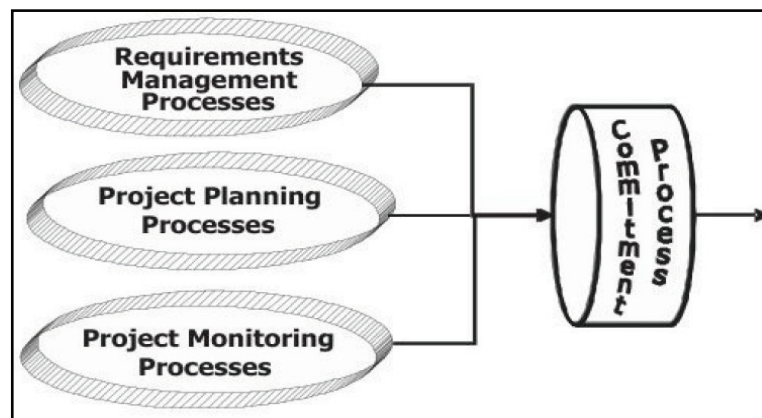 Requirements
Management
Processes
Project Planning
Processes
Project Monitoring
Processes
Commitment
Process